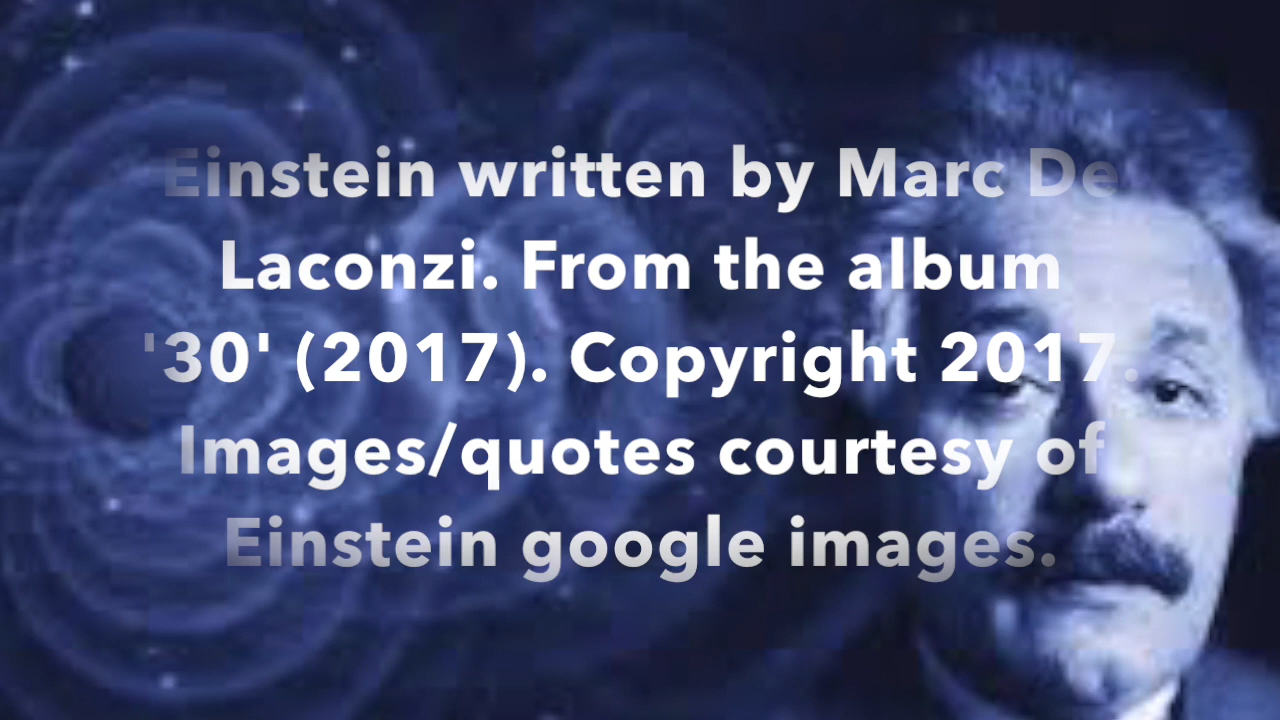 Einstein written by Marc De
Laconzi. From the album
'30' (2017). Copyright 2017.
Images/quotes courtesy of
Einstein google images.